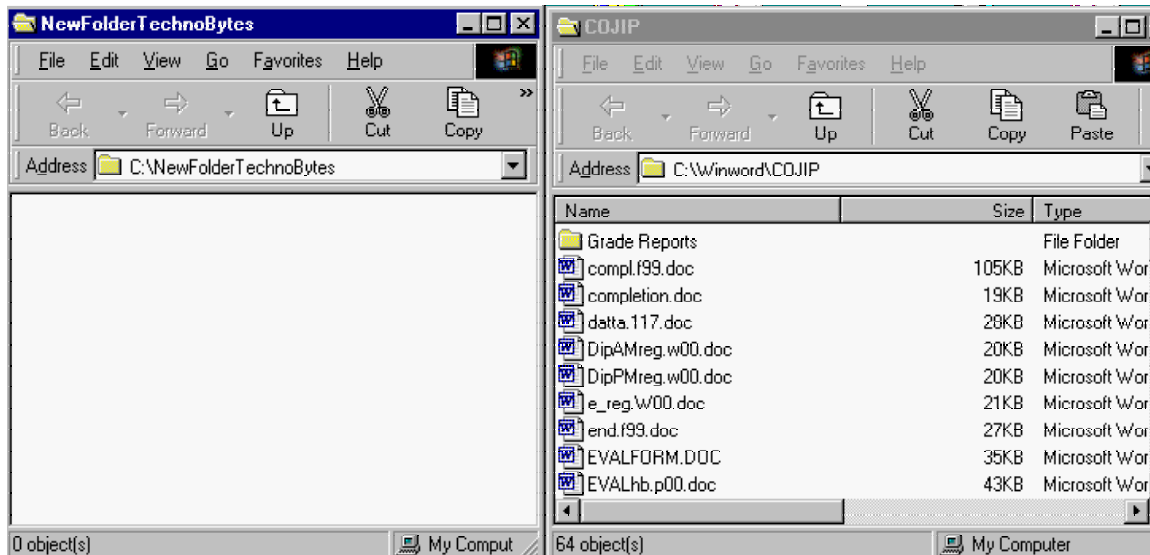 NewFolderTechnoBytes
File Edit View Go Favorites Help
Back Forward Up Cut Copy »
Address C:\NewFolderTechnoBytes
0 object(s) My Comput
COJIP
File Edit View Go Favorites Help
Back Forward Up Cut Copy Paste
Address C:\Winword\COJIP
Name Size Type
Grade Reports File Folder
compl.f99.doc 105KB Microsoft Wor
completion.doc 19KB Microsoft Wor
datta.117.doc 29KB Microsoft Wor
DipAMreg.w00.doc 20KB Microsoft Wor
DipPMreg.w00.doc 20KB Microsoft Wor
e_reg.W00.doc 21KB Microsoft Wor
end.f99.doc 27KB Microsoft Wor
EVALFORM.DOC 35KB Microsoft Wor
EVALhb.p00.doc 43KB Microsoft Wor
64 object(s) My Computer